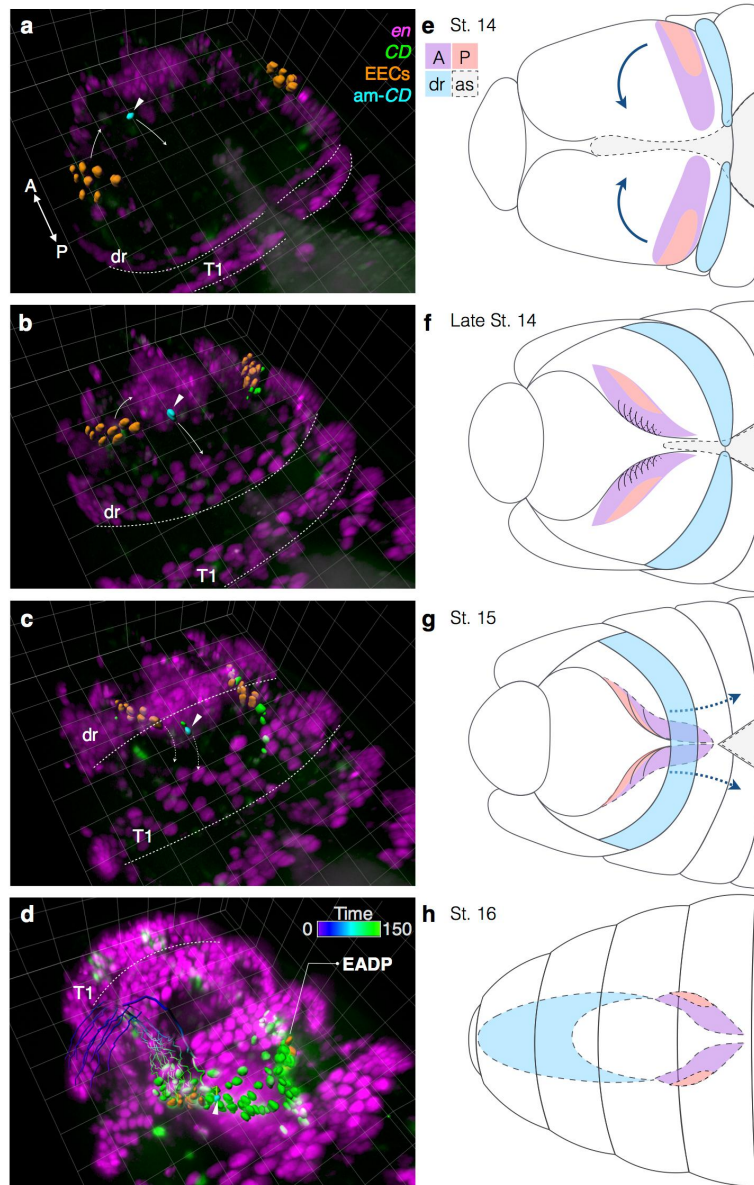 a
en
CD
EECs
am-CD
A
P
dr
T1
e St. 14
A P
dr as
b
dr
T1
f Late St. 14
c
dr
T1
g St. 15
d
Time
0 150
EADP
T1
h St. 16